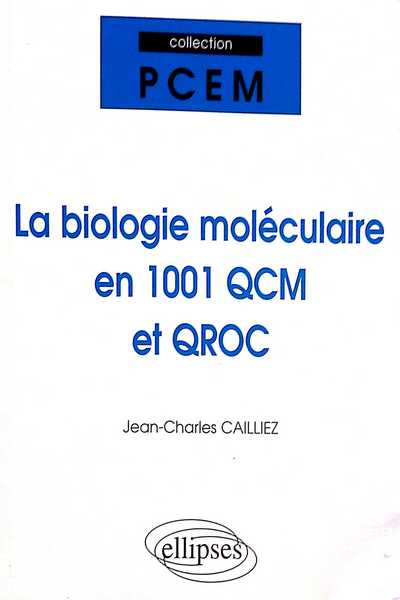 collection
PCEM
La biologie moléculaire
en 1001 QCM
et QROC
Jean-Charles CAILLIEZ
ellipses